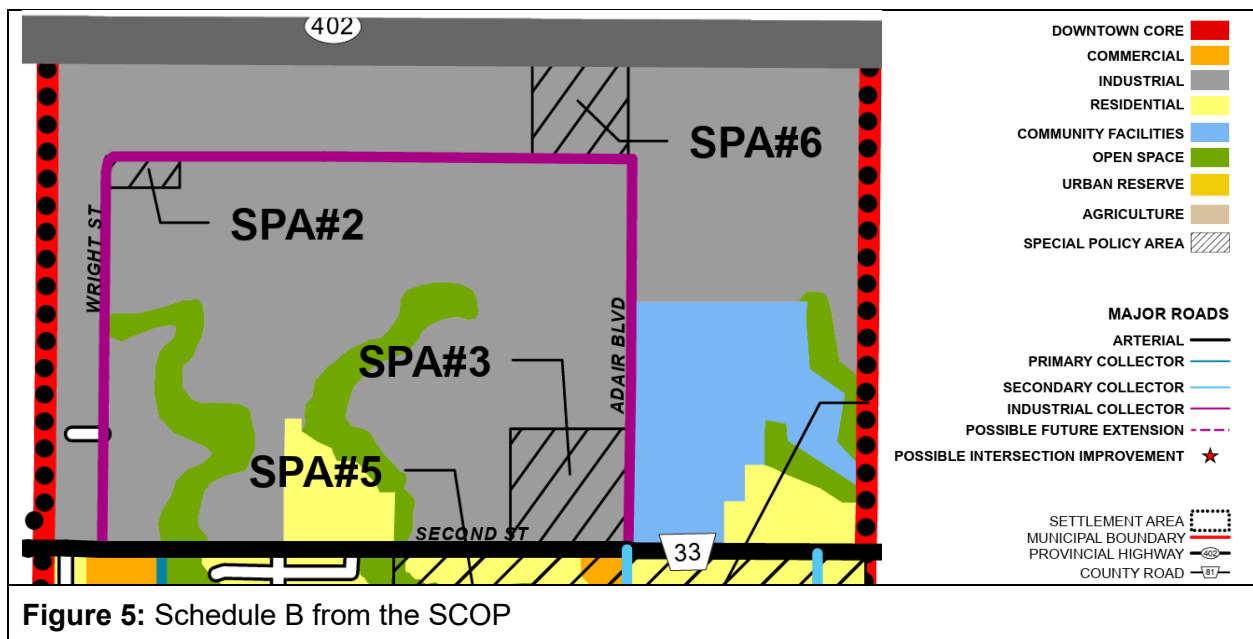 402
SPA#6
SPA#2
WRIGHT ST
SPA#3
ADAIR BLVD
SPA#5
SECOND ST
33
DOWNTOWN CORE
COMMERCIAL
INDUSTRIAL
RESIDENTIAL
COMMUNITY FACILITIES
OPEN SPACE
URBAN RESERVE
AGRICULTURE
SPECIAL POLICY AREA
MAJOR ROADS
ARTERIAL
PRIMARY COLLECTOR
SECONDARY COLLECTOR
INDUSTRIAL COLLECTOR
POSSIBLE FUTURE EXTENSION
POSSIBLE INTERSECTION IMPROVEMENT
SETTLEMENT AREA
MUNICIPAL BOUNDARY
PROVINCIAL HIGHWAY 402
COUNTY ROAD 81
Figure 5: Schedule B from the SCOP